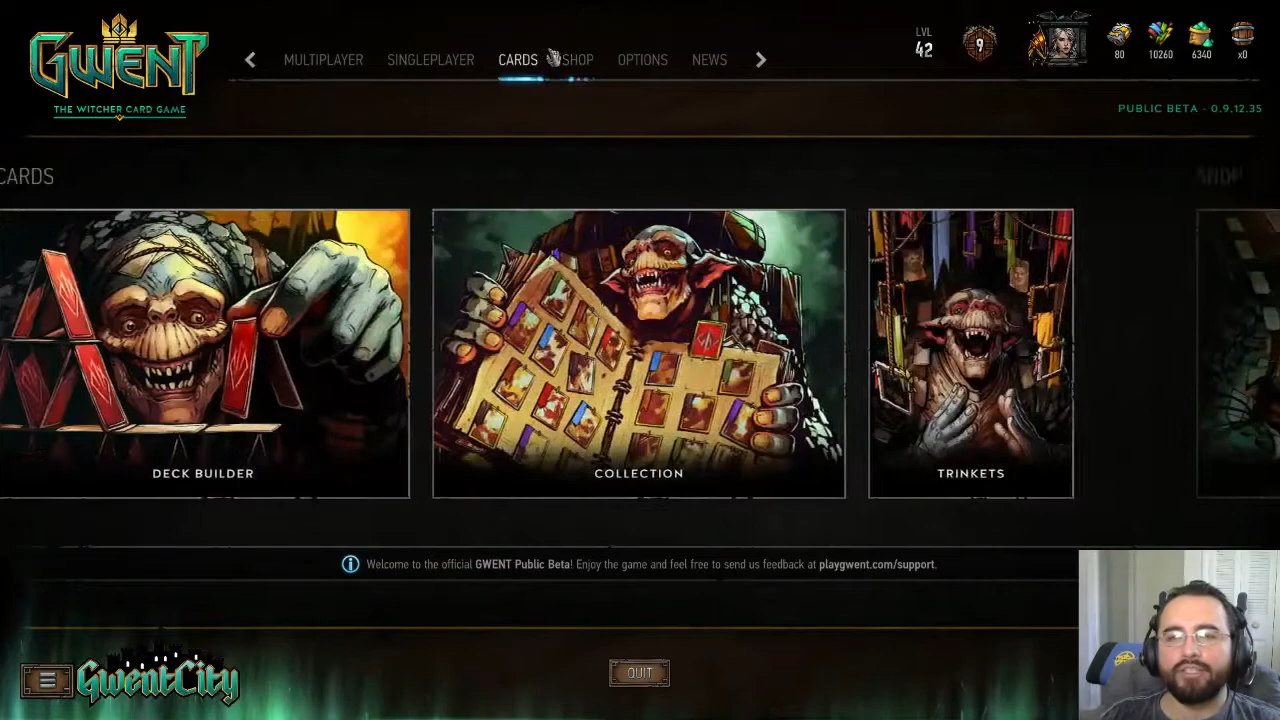 GWENT
THE WITCHER CARD GAME
MULTIPLAYER
SINGLEPLAYER
CARDS
SHOP
OPTIONS
NEWS
LVL
42
9
80
10260
6340
x0
PUBLIC BETA - 0.9.12.35
CARDS
DECK BUILDER
COLLECTION
TRINKETS
Welcome to the official GWENT Public Beta! Enjoy the game and feel free to send us feedback at playgwent.com/support.
GwentCity
QUIT